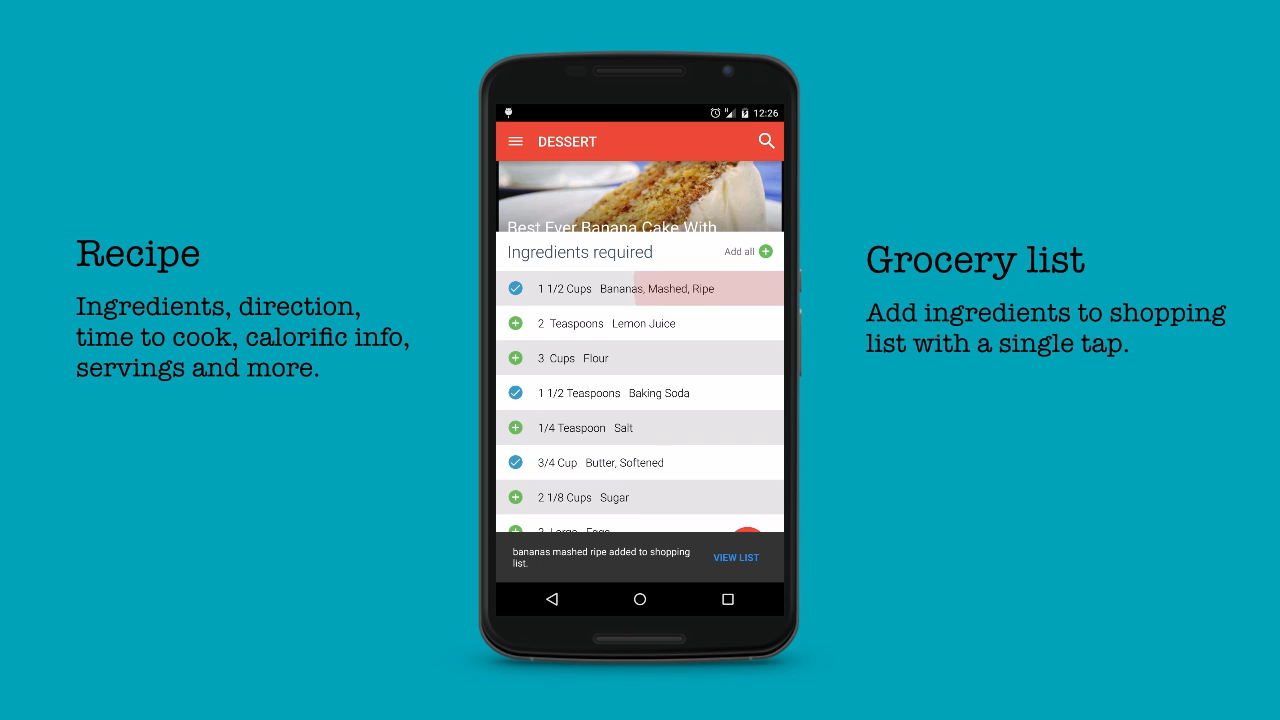 Recipe
Ingredients, direction,
time to cook, calorific info,
servings and more.
12:26
DESSERT
Best Ever Banana Cake With
Ingredients required
Add all
1 1/2 Cups Bananas, Mashed, Ripe
2 Teaspoons Lemon Juice
3 Cups Flour
1 1/2 Teaspoons Baking Soda
1/4 Teaspoon Salt
3/4 Cup Butter, Softened
2 1/8 Cups Sugar
3 Large Eggs
bananas mashed ripe added to shopping
list.
VIEW LIST
Grocery list
Add ingredients to shopping
list with a single tap.